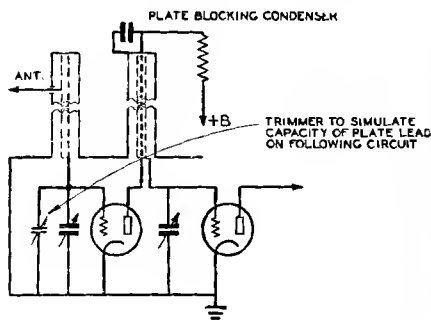 PLATE BLOCKING CONDENSER
ANT.
+B
TRIMMER TO SIMULATE
CAPACITY OF PLATE LEAD
ON FOLLOWING CIRCUIT